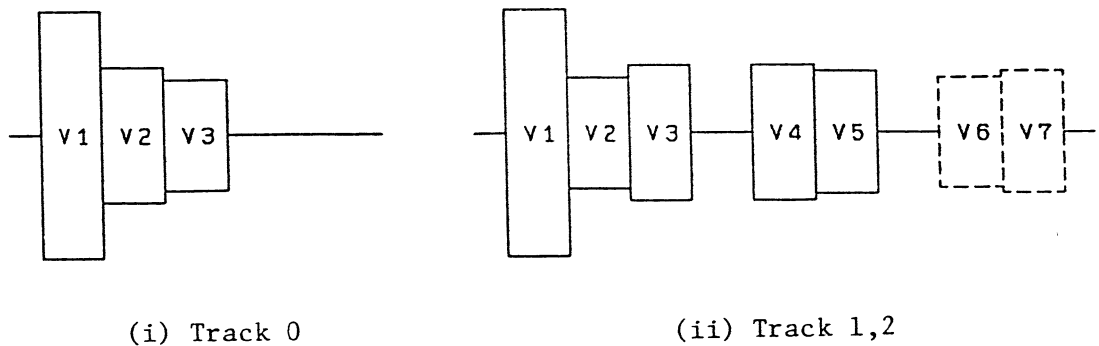 V1 V2 V3
V1 V2 V3 V4 V5 V6 V7
(i) Track 0
(ii) Track 1,2